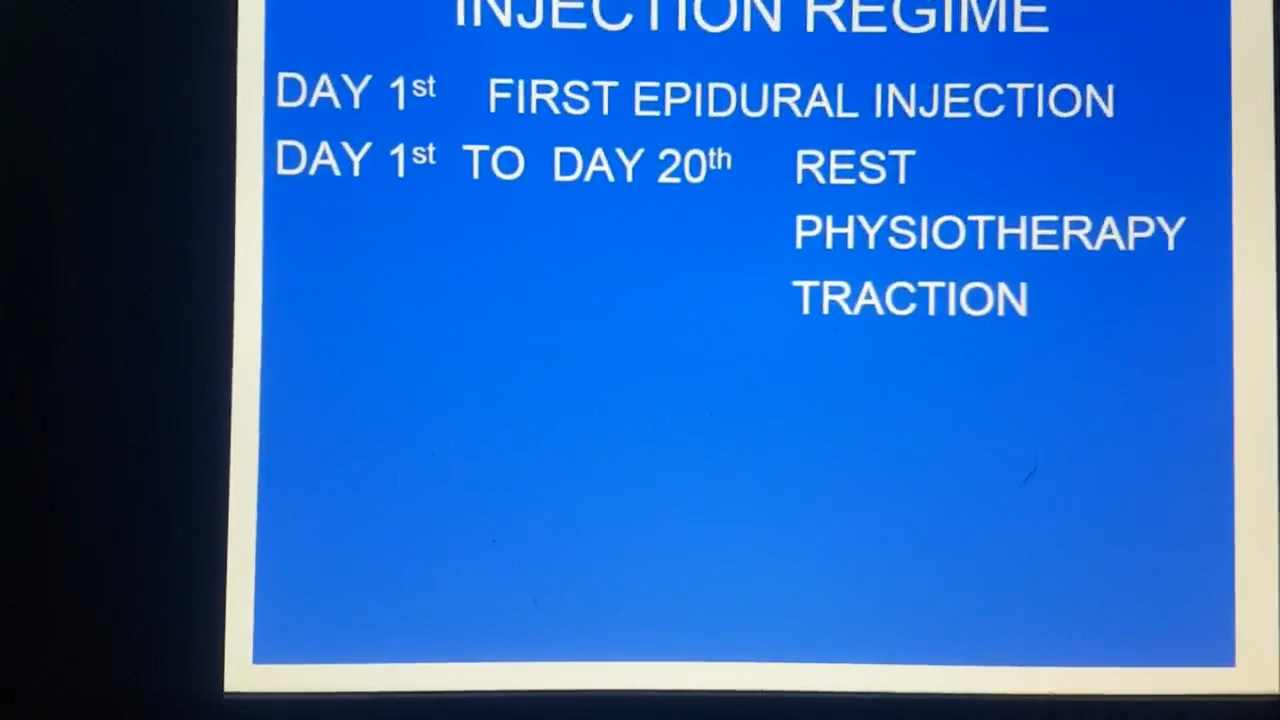 INJECTION REGIME
DAY 1st FIRST EPIDURAL INJECTION
DAY 1st TO DAY 20th REST
PHYSIOTHERAPY
TRACTION